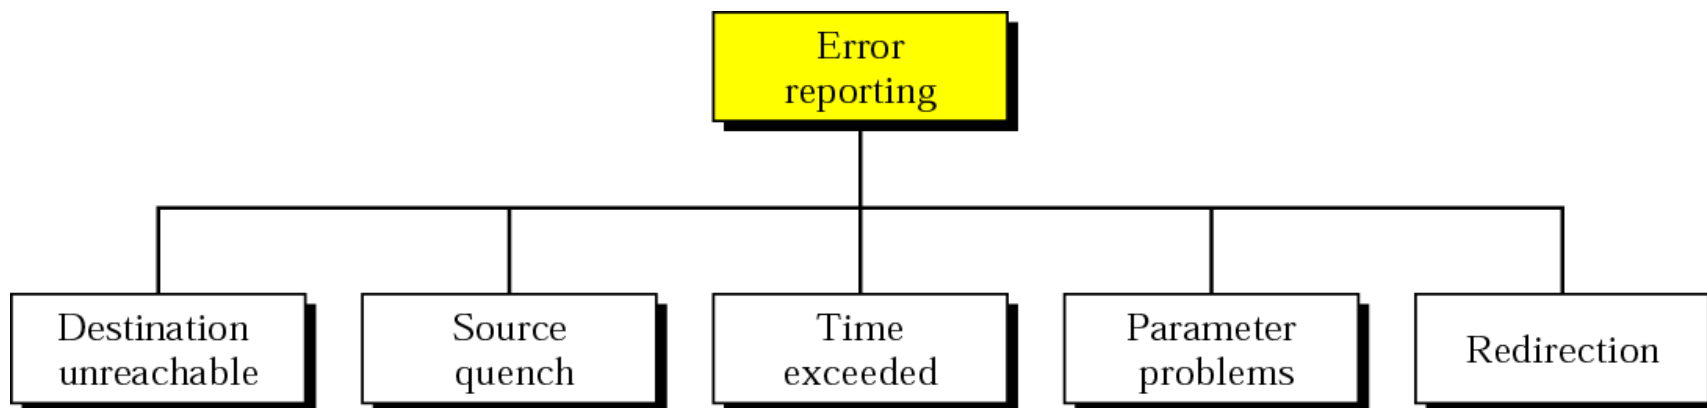 Error
reporting
Destination
unreachable
Source
quench
Time
exceeded
Parameter
problems
Redirection